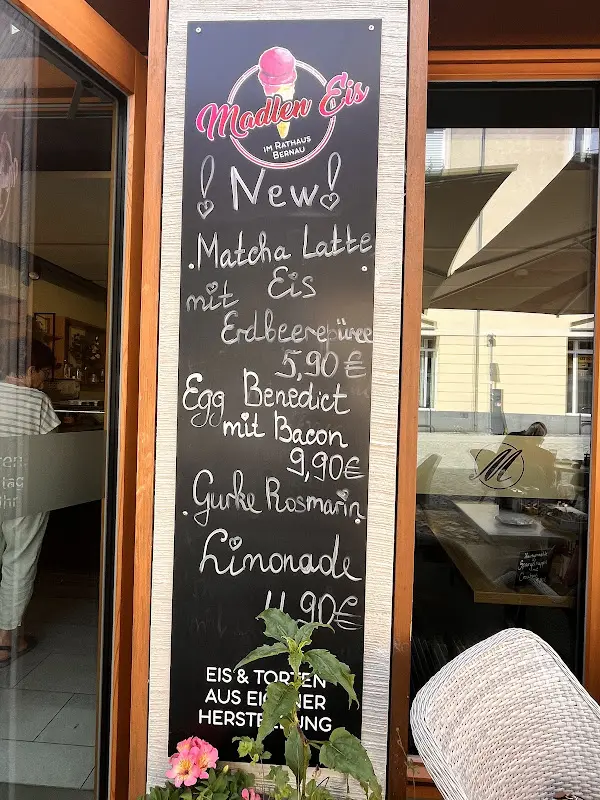 Madlen Eis
IM RATHAUS
BERNAU
! New!
. Matcha Latte
mit Eis
Erdbeerepüree
5,90 €
Egg Benedict
mit Bacon
9,90€
. Gurke Rosmarin.
Limonade
4,90€
EIS & TORTEN
AUS EIGENER
HERSTELLUNG
M